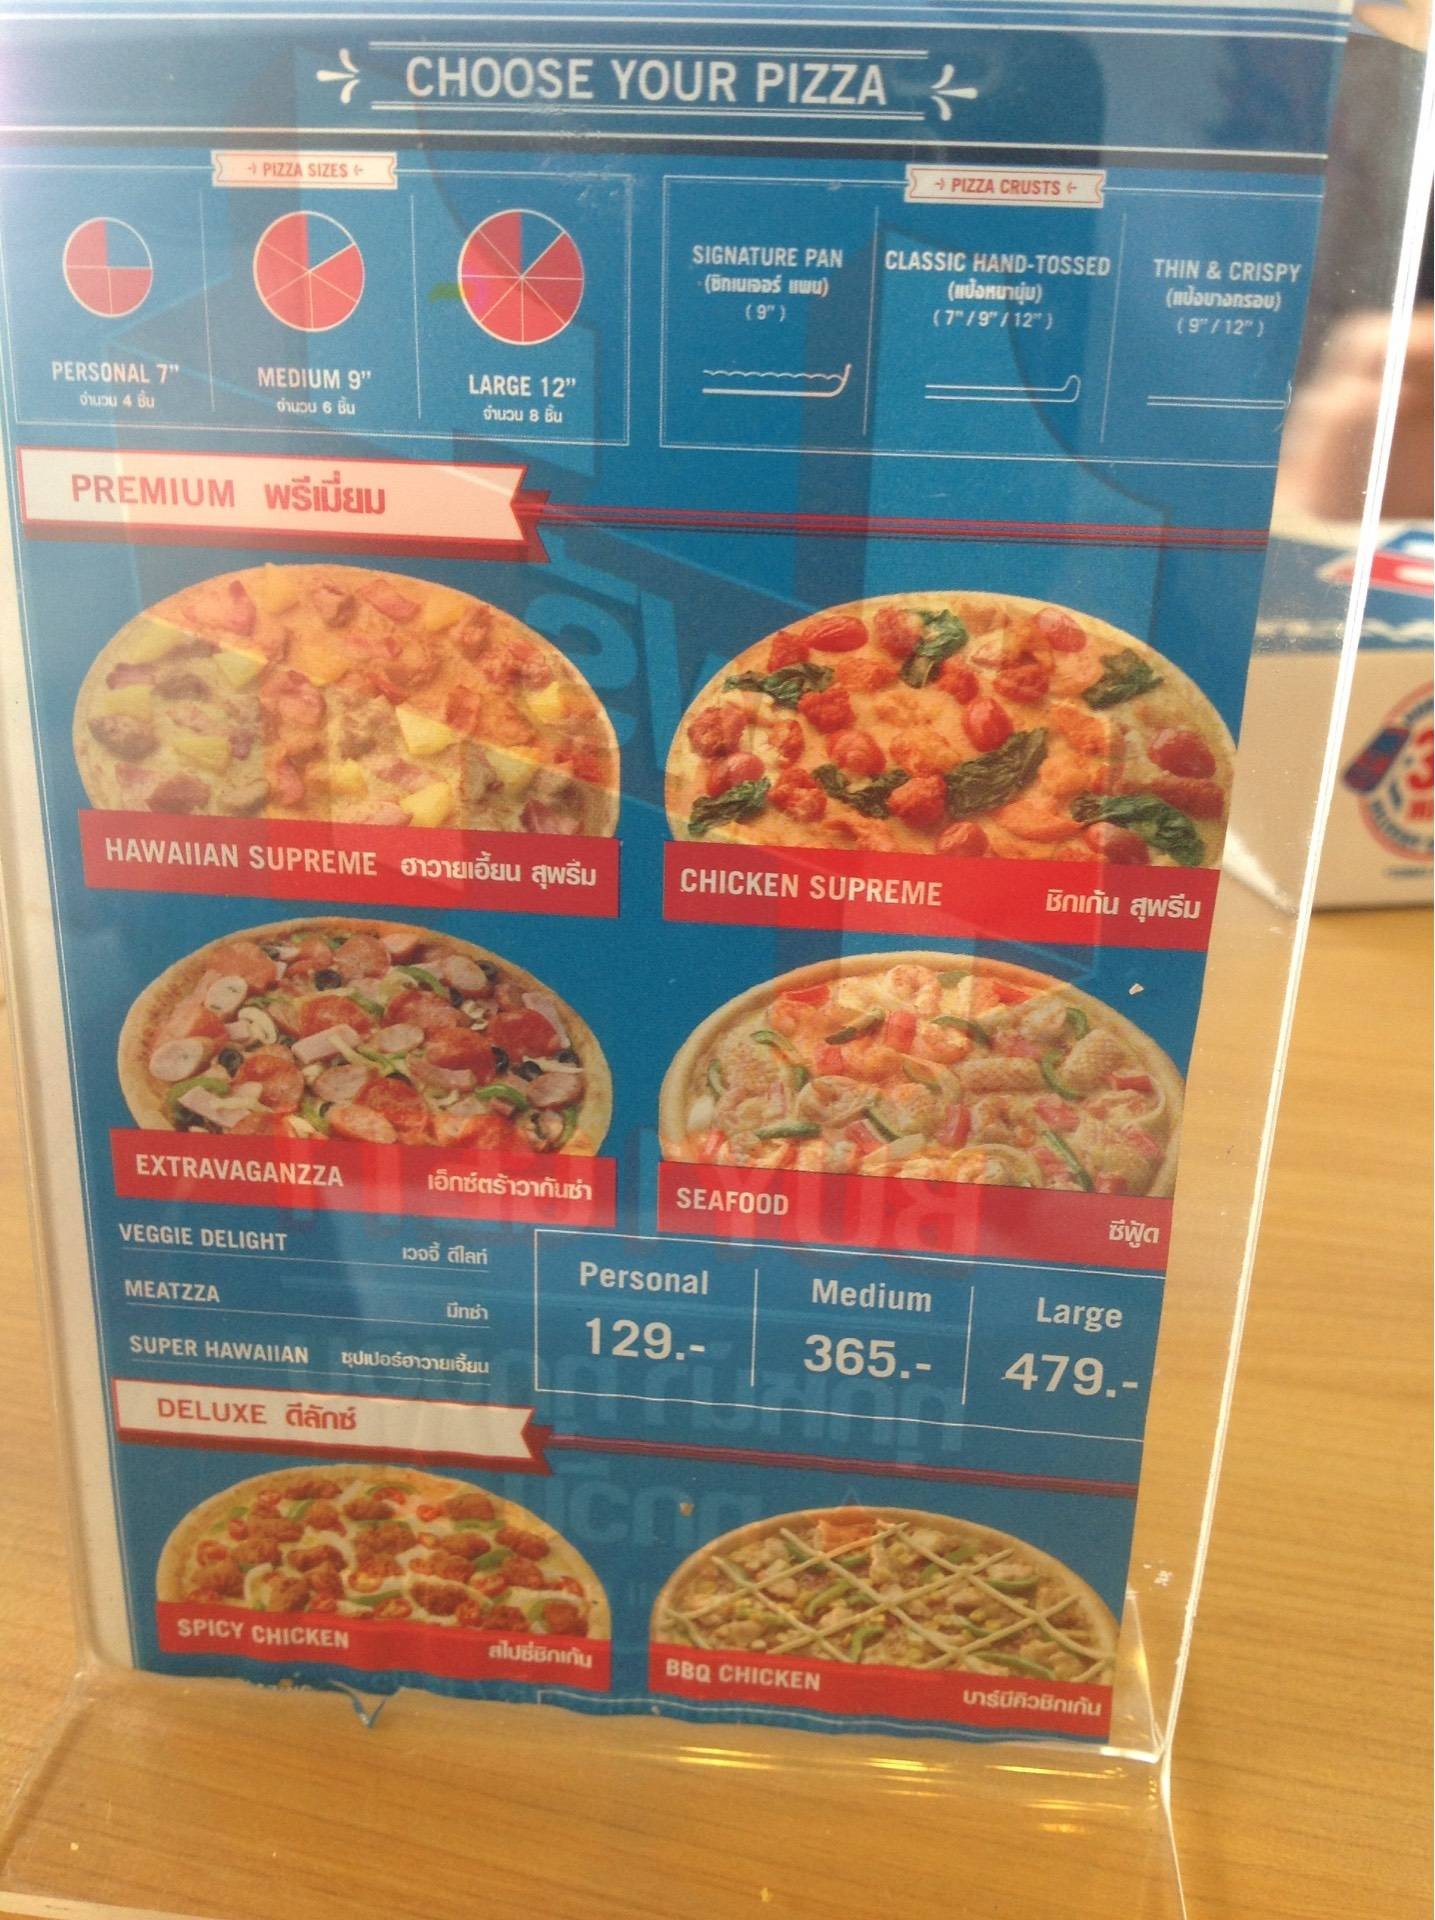 CHOOSE YOUR PIZZA
PIZZA SIZES
PERSONAL 7"
จำนวน 4 ชิ้น
MEDIUM 9"
จำนวน 6 ชิ้น
LARGE 12"
จำนวน 8 ชิ้น
PIZZA CRUSTS
SIGNATURE PAN
(ซิกเนเจอร์ แพน)
(9")
CLASSIC HAND-TOSSED
(แป้งหนานุ่ม)
(7"/9"/12")
THIN & CRISPY
(แป้งบางกรอบ)
(9"/12")
PREMIUM พรีเมี่ยม
HAWAIIAN SUPREME ฮาวายเอี้ยน สุพรีม
CHICKEN SUPREME ชิกเก้น สุพรีม
EXTRAVAGANZZA เอ็กซ์ตร้าวากันซ่า
SEAFOOD ซีฟู้ด
VEGGIE DELIGHT เวจจี้ ดีไลท์
MEATZZA มีทซ่า
SUPER HAWAIIAN ซุปเปอร์ฮาวายเอี้ยน
Personal
129.-
Medium
365.-
Large
479.-
DELUXE ดีลักซ์
SPICY CHICKEN สไปซี่ชิกเก้น
BBQ CHICKEN บาร์บีคิวชิกเก้น